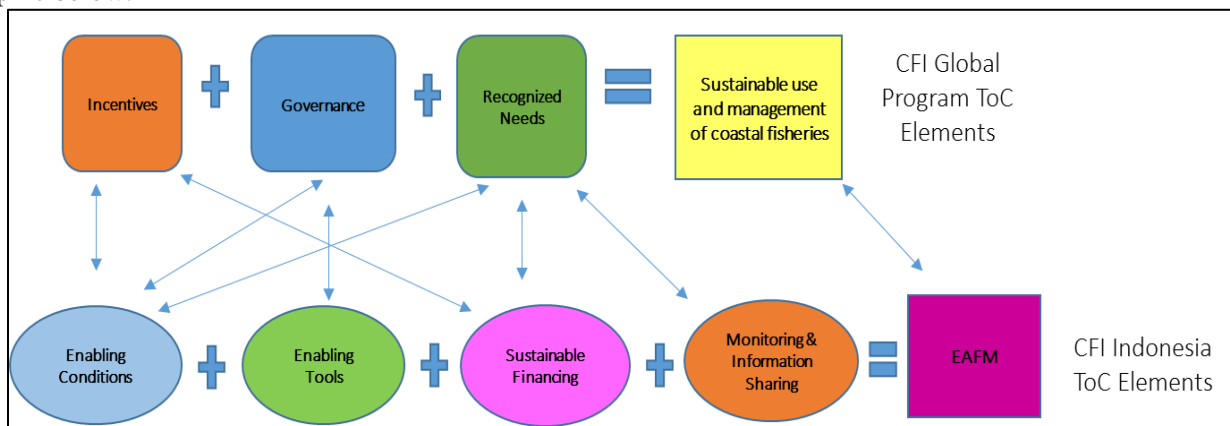 Incentives
Governance
Recognized
Needs
Sustainable use
and management
of coastal fisheries
CFI Global
Program ToC
Elements
Enabling
Conditions
Enabling
Tools
Sustainable
Financing
Monitoring &
Information
Sharing
EAFM
CFI Indonesia
ToC Elements